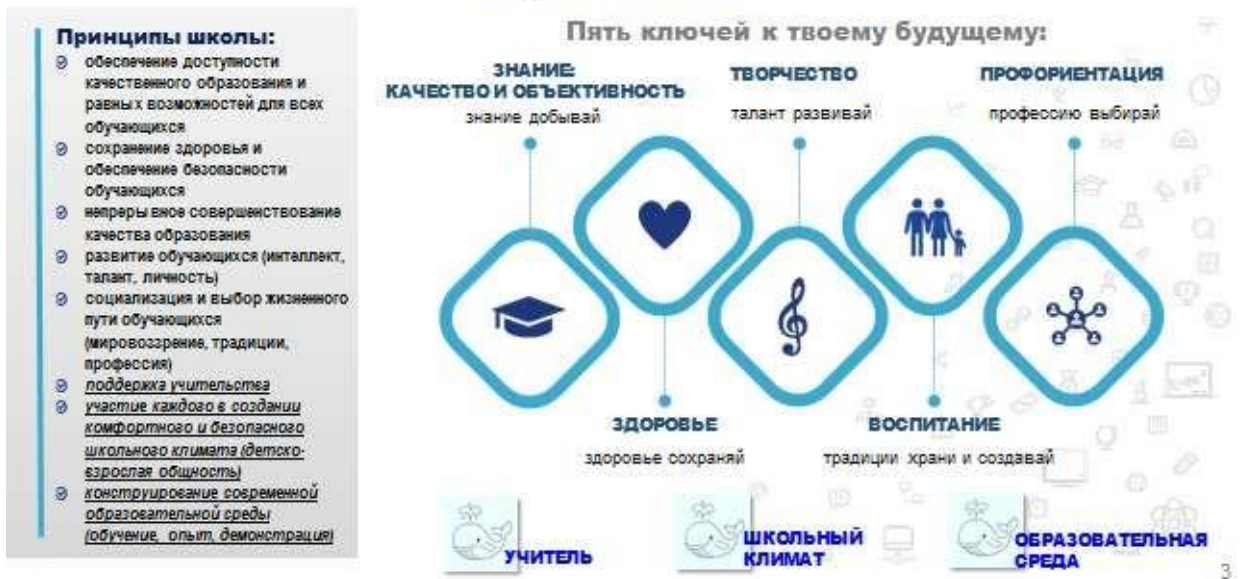 Принципы школы:
обеспечение доступности
качественного образования и
равных возможностей для всех
обучающихся
сохранение здоровья и
обеспечение безопасности
обучающихся
непрерывное совершенствование
качества образования
развитие обучающихся (интеллект,
талант, личность)
социализация и выбор жизненного
пути обучающихся
(мировоззрение, традиции,
профессия)
поддержка учительства
участие каждого в создании
комфортного и безопасного
школьного климата (детско-
взрослая общность)
конструирование современной
образовательной среды
(обучение, опыт, демонстрация)
Пять ключей к твоему будущему:
ЗНАНИЕ:
КАЧЕСТВО И ОБЪЕКТИВНОСТЬ
знание добывай
ТВОРЧЕСТВО
талант развивай
ПРОФОРИЕНТАЦИЯ
профессию выбирай
ЗДОРОВЬЕ
здоровье сохраняй
ВОСПИТАНИЕ
традиции храни и создавай
УЧИТЕЛЬ
ШКОЛЬНЫЙ
КЛИМАТ
ОБРАЗОВАТЕЛЬНАЯ
СРЕДА
3